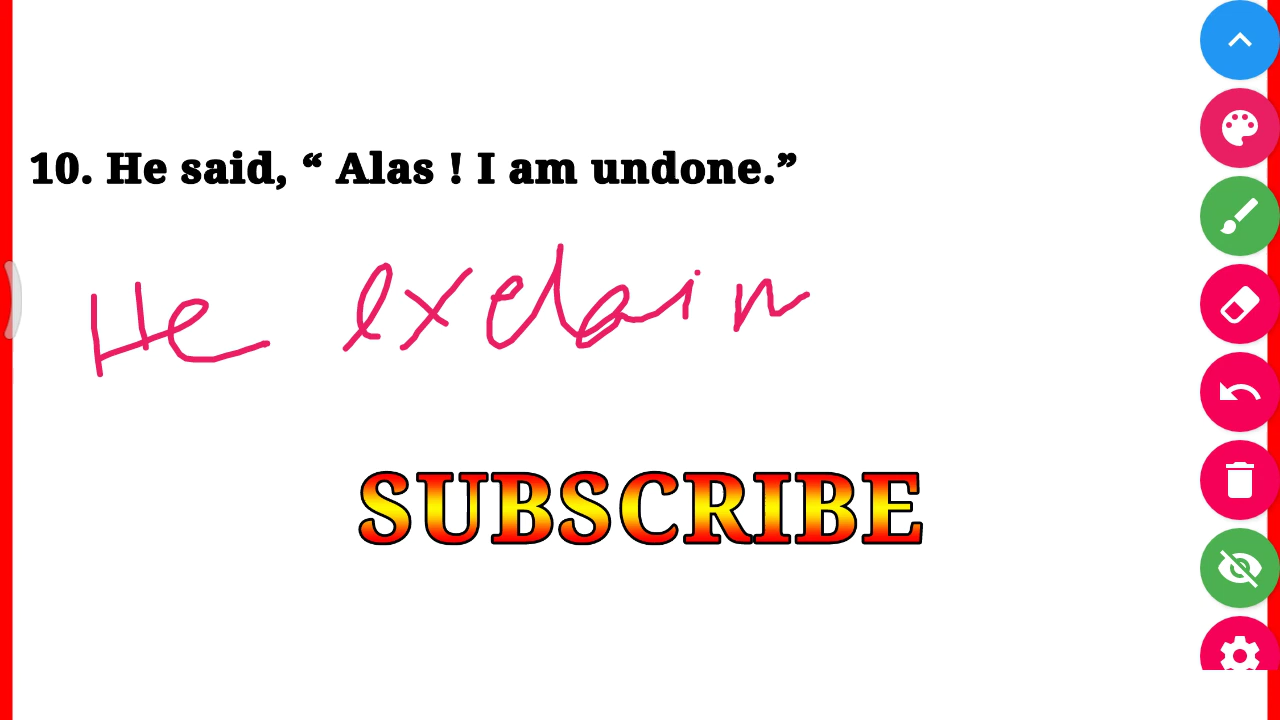 10. He said, “ Alas ! I am undone.”
He exclaim
SUBSCRIBE